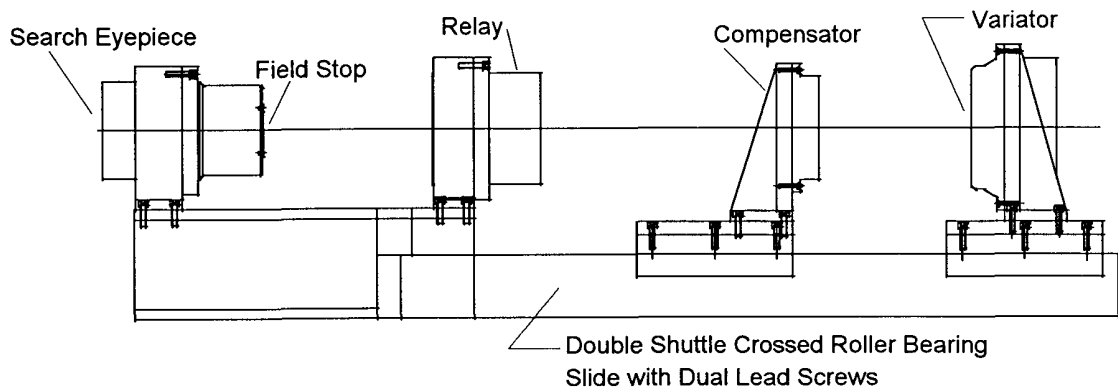 Search Eyepiece
Field Stop
Relay
Compensator
Variator
Double Shuttle Crossed Roller Bearing
Slide with Dual Lead Screws